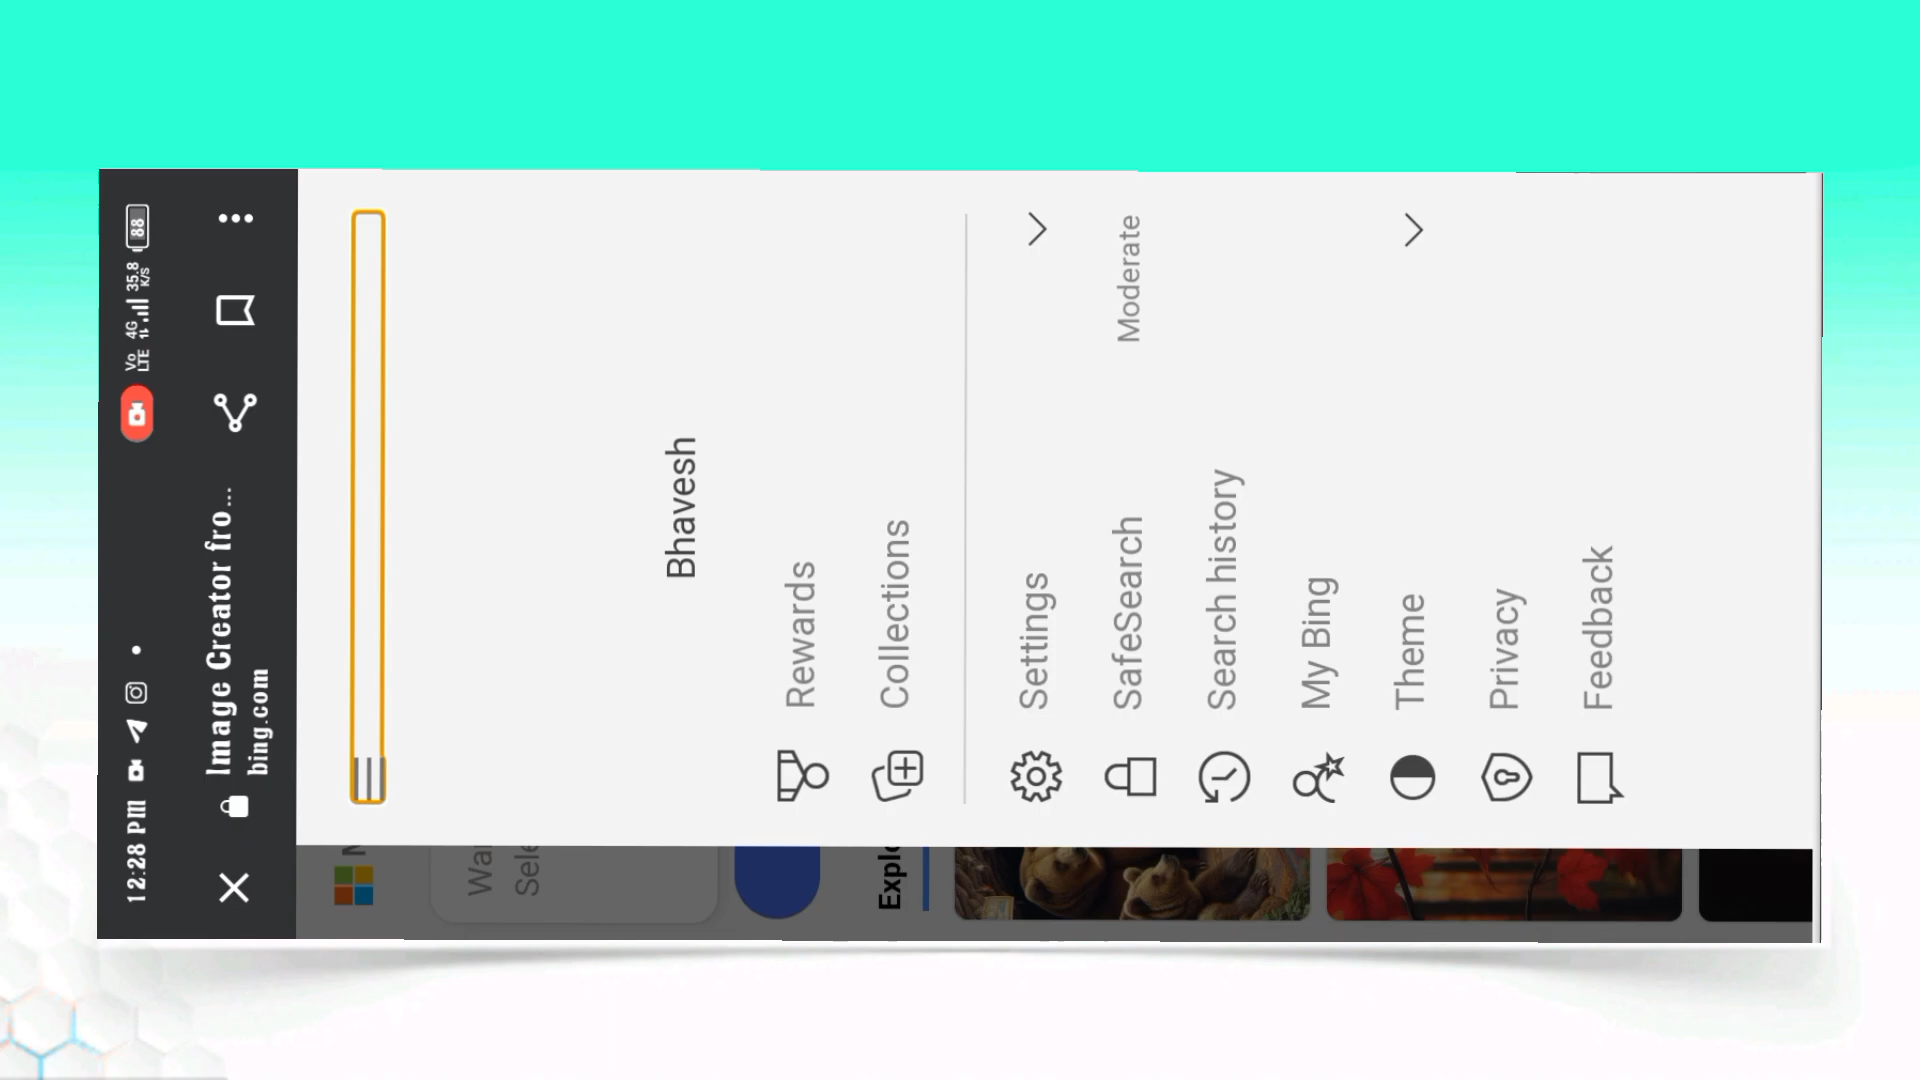 12:28 PM
Vo LTE 4G 35.8 K/S 88
Image Creator fro...
bing.com
Bhavesh
Rewards
Collections
Settings
SafeSearch Moderate
Search history
My Bing
Theme
Privacy
Feedback